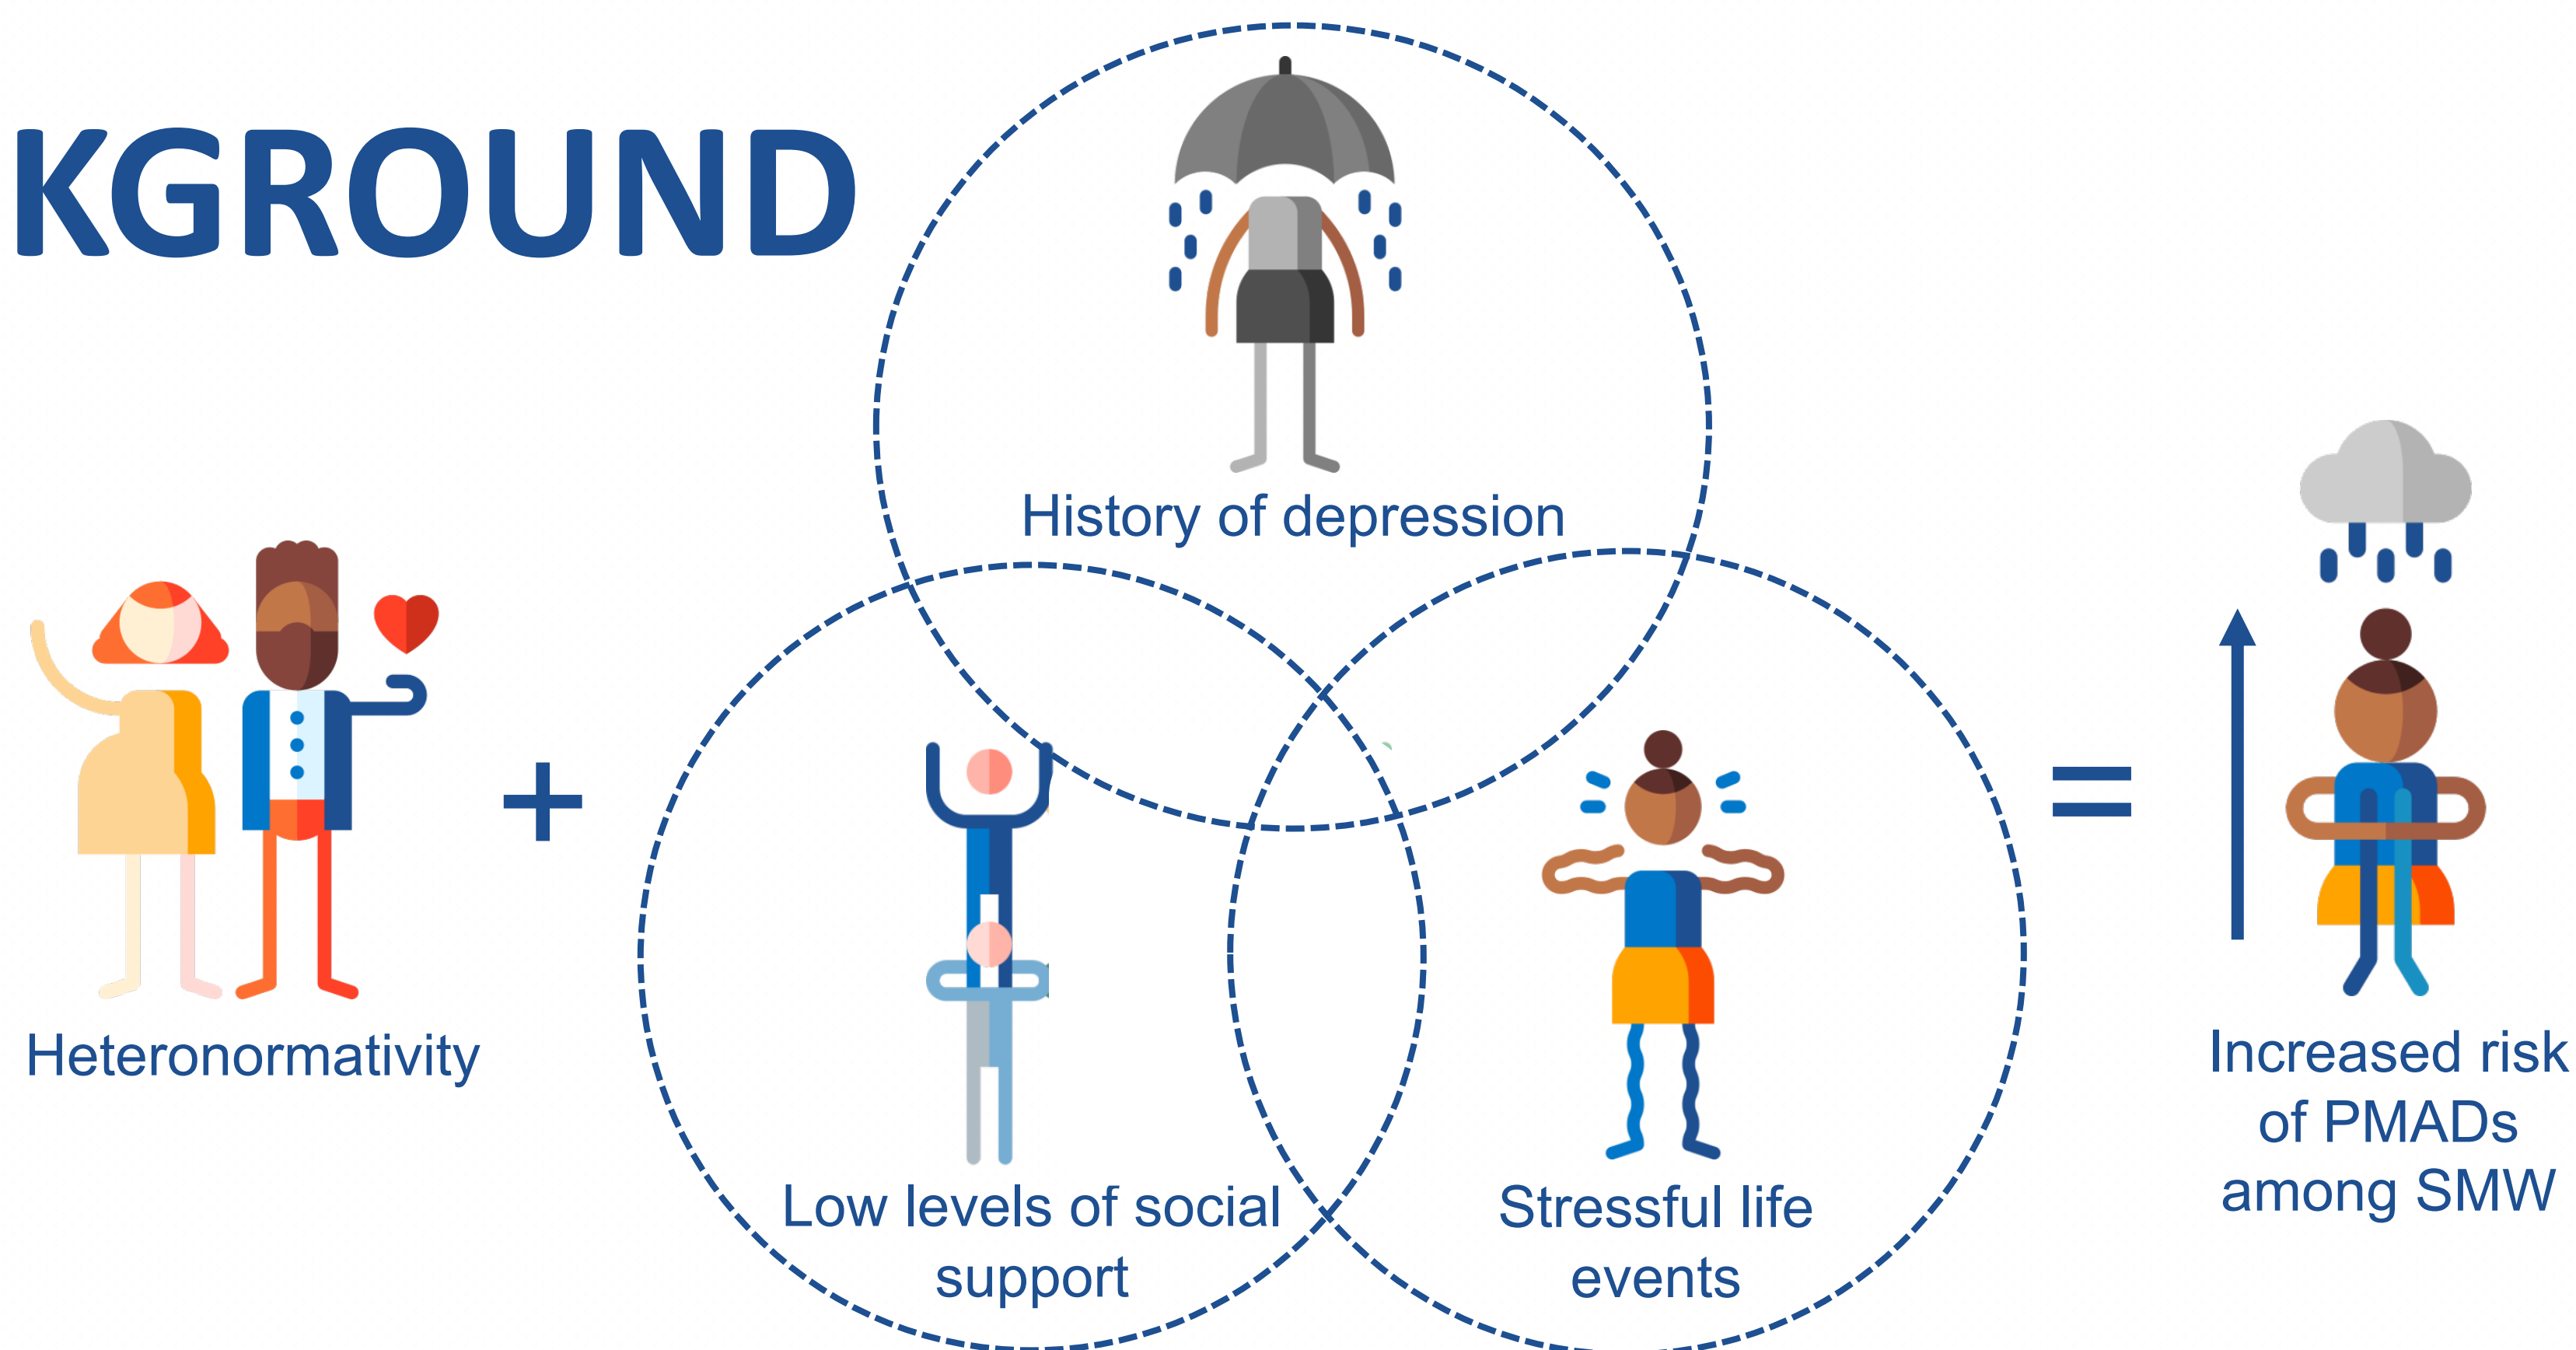 KGROUND
History of depression
Heteronormativity
+
Low levels of social
support
Stressful life
events
=
Increased risk
of PMADs
among SMW